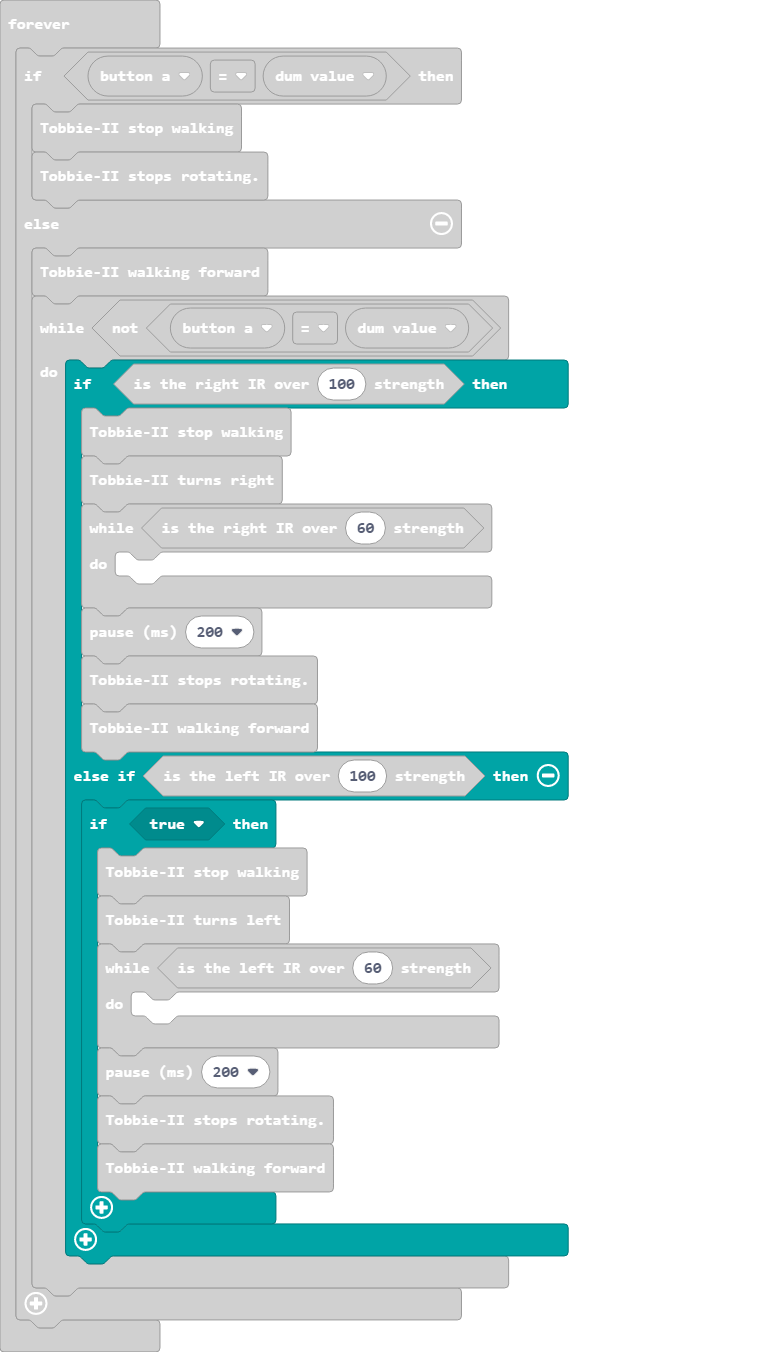 forever
if button a = dum value then
Tobbie-II stop walking
Tobbie-II stops rotating.
else
Tobbie-II walking forward
while not button a = dum value
do
if is the right IR over 100 strength then
Tobbie-II stop walking
Tobbie-II turns right
while is the right IR over 60 strength
do
pause (ms) 200
Tobbie-II stops rotating.
Tobbie-II walking forward
else if is the left IR over 100 strength then
if true then
Tobbie-II stop walking
Tobbie-II turns left
while is the left IR over 60 strength
do
pause (ms) 200
Tobbie-II stops rotating.
Tobbie-II walking forward